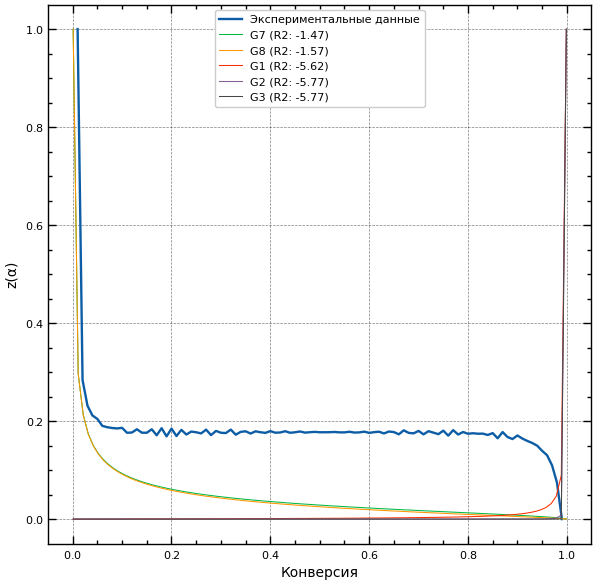 Экспериментальные данные
G7 (R2: -1.47)
G8 (R2: -1.57)
G1 (R2: -5.62)
G2 (R2: -5.77)
G3 (R2: -5.77)
1.0
0.8
0.6
0.4
0.2
0.0
z(α)
0.0 0.2 0.4 0.6 0.8 1.0
Конверсия